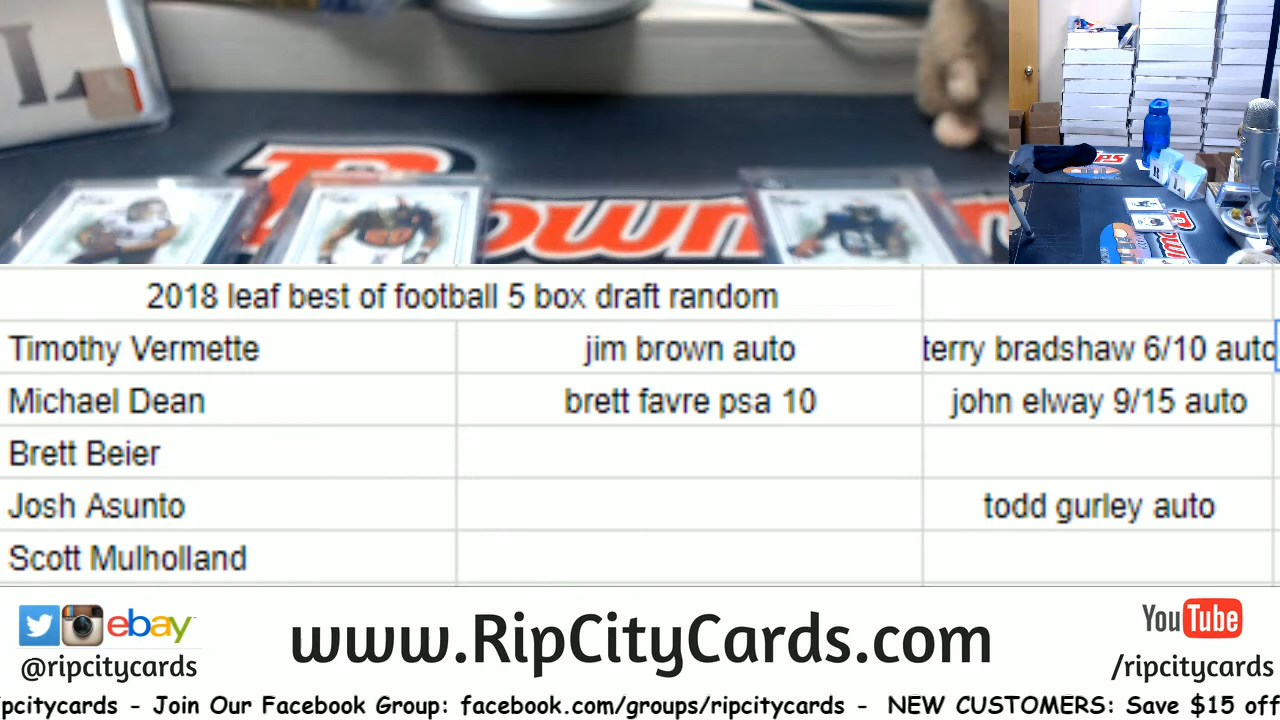 2018 leaf best of football 5 box draft random
Timothy Vermette jim brown auto terry bradshaw 6/10 auto
Michael Dean brett favre psa 10 john elway 9/15 auto
Brett Beier
Josh Asunto todd gurley auto
Scott Mulholland
ebay www.RipCityCards.com YouTube
@ripcitycards /ripcitycards
ipcitycards - Join Our Facebook Group: facebook.com/groups/ripcitycards - NEW CUSTOMERS: Save $15 off